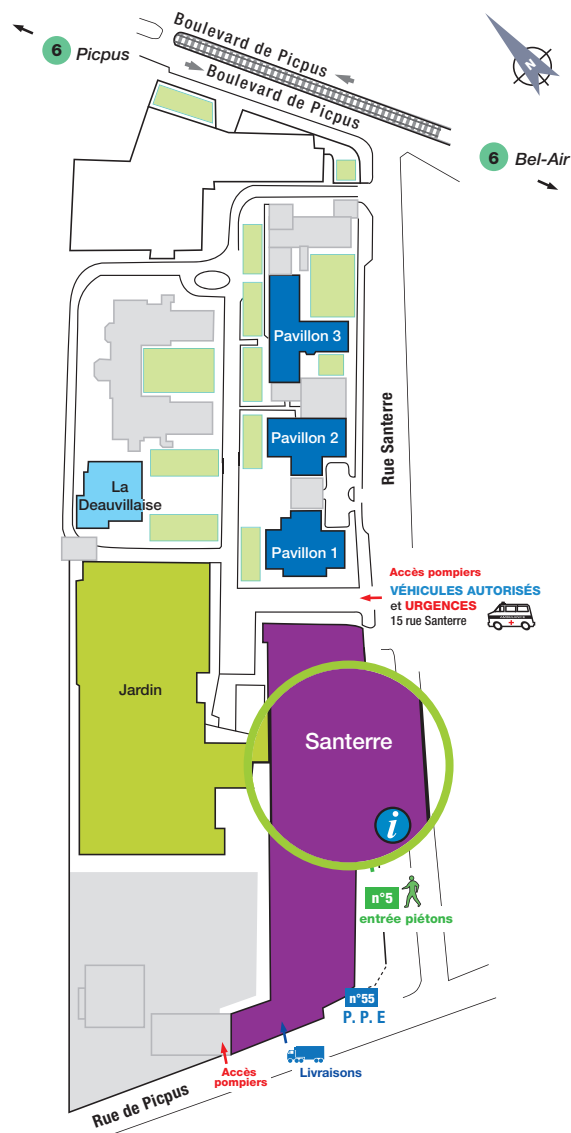 Boulevard de Picpus
Boulevard de Picpus
6 Picpus
N
6 Bel-Air
Pavillon 3
Pavillon 2
Rue Santerre
La
Deauvillaise
Pavillon 1
Accès pompiers
VÉHICULES AUTORISÉS
et URGENCES
15 rue Santerre
AMBULANCE
Jardin
Santerre
i
n°5
entrée piétons
n°55
P. P. E
Livraisons
Accès
pompiers
Rue de Picpus